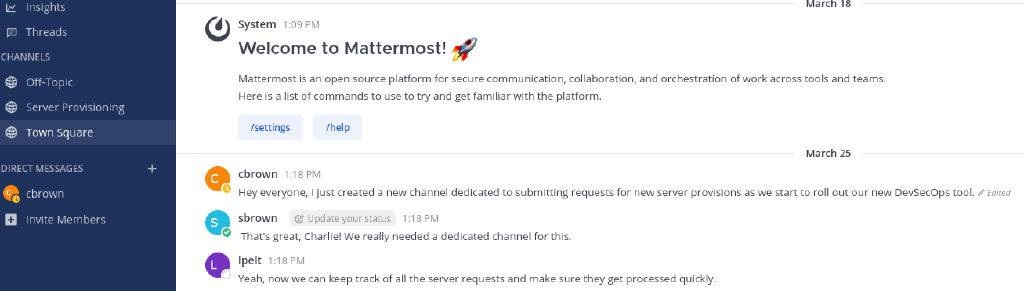 Insights
Threads
CHANNELS
Off-Topic
Server Provisioning
Town Square
DIRECT MESSAGES
cbrown
Invite Members
March 18
System 1:09 PM
Welcome to Mattermost! 🚀
Mattermost is an open source platform for secure communication, collaboration, and orchestration of work across tools and teams.
Here is a list of commands to use to try and get familiar with the platform.
/settings /help
March 25
C cbrown 1:18 PM
Hey everyone, I just created a new channel dedicated to submitting requests for new server provisions as we start to roll out our new DevSecOps tool. Edited
S sbrown Update your status 1:18 PM
That's great, Charlie! We really needed a dedicated channel for this.
L lpelt 1:18 PM
Yeah, now we can keep track of all the server requests and make sure they get processed quickly.